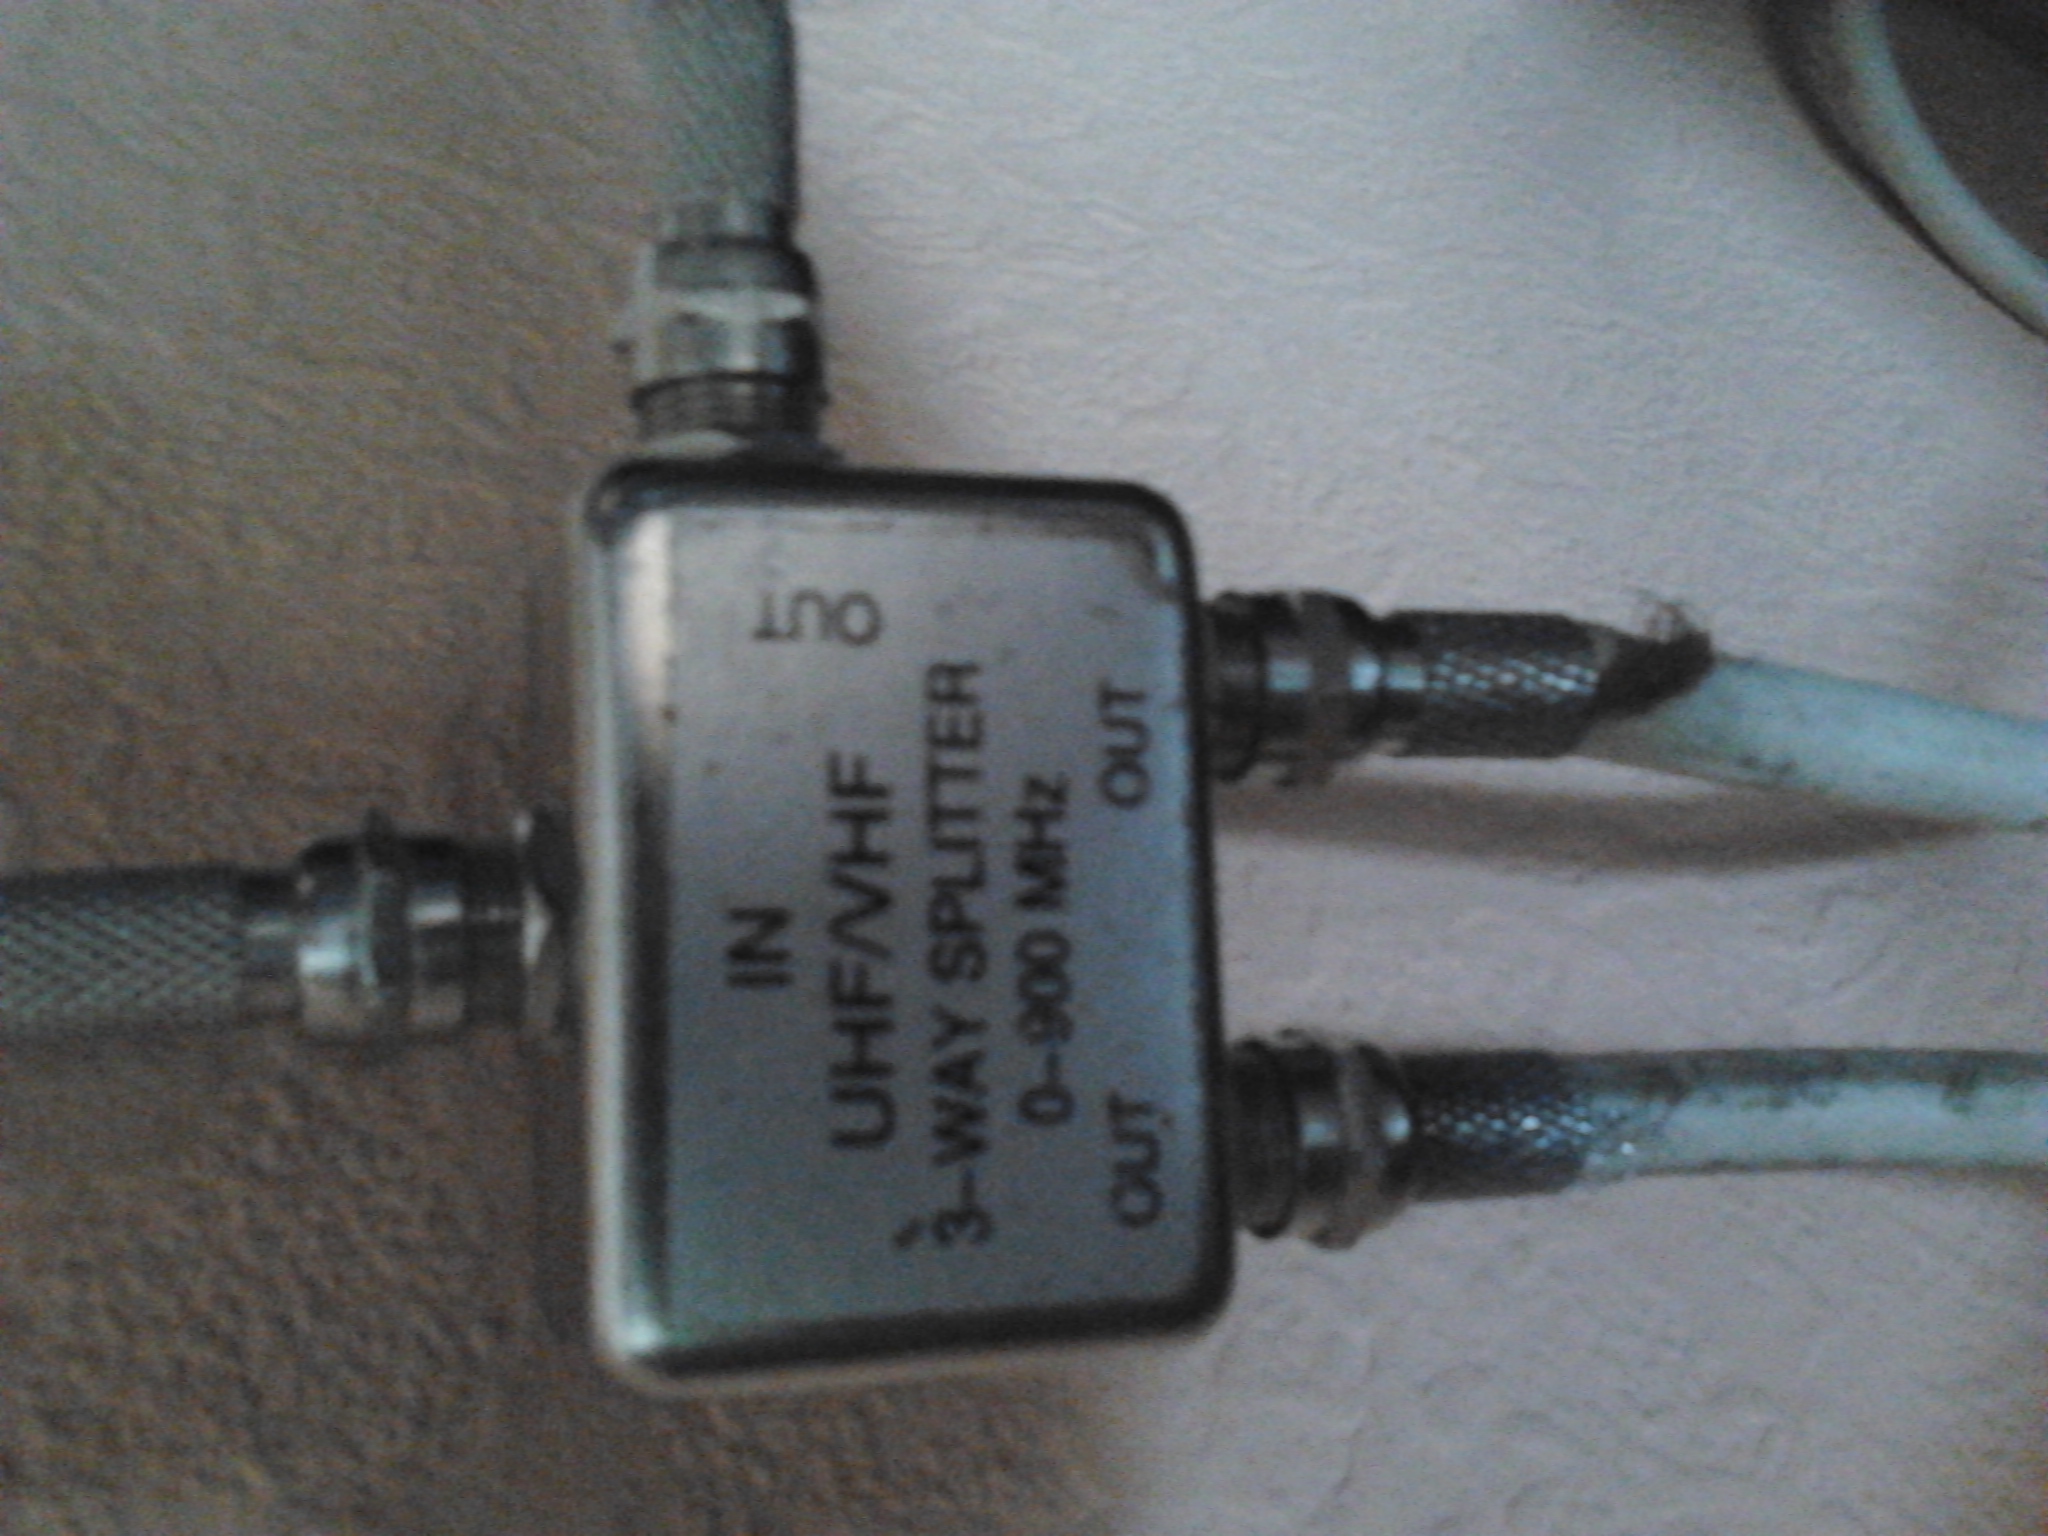 IN
OUT
UHF/VHF
3-WAY SPLITTER
0-900 MHz
OUT OUT